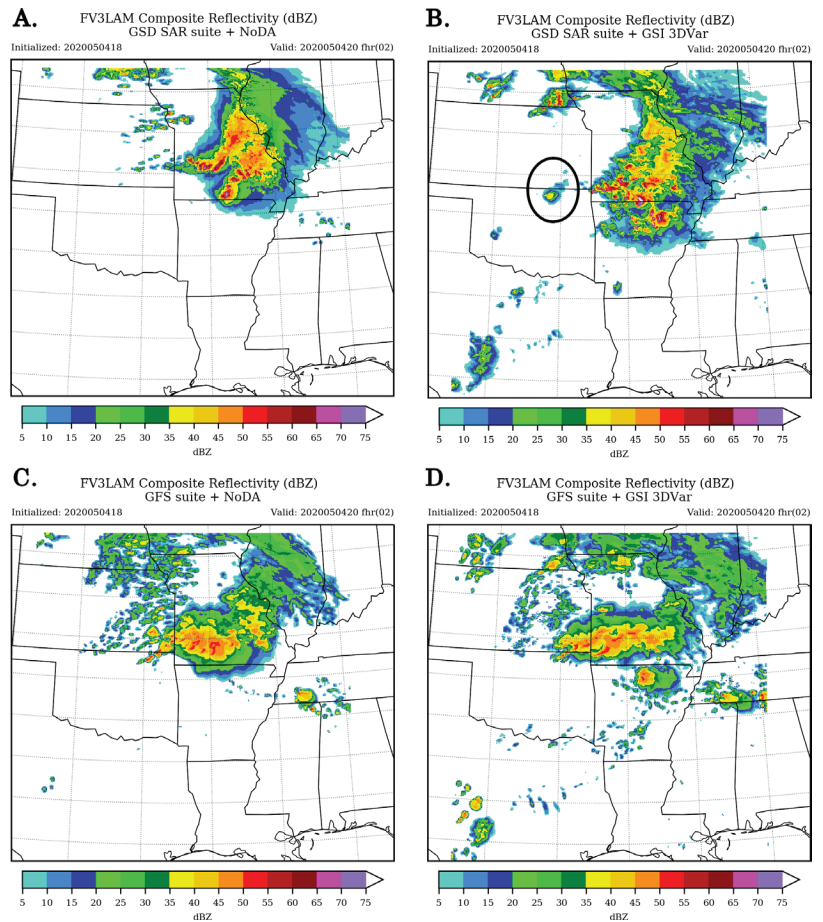 A.
FV3LAM Composite Reflectivity (dBZ)
GSD SAR suite + NoDA
Initialized: 2020050418 Valid: 2020050420 fhr(02)
5 10 15 20 25 30 35 40 45 50 55 60 65 70 75
dBZ
B.
FV3LAM Composite Reflectivity (dBZ)
GSD SAR suite + GSI 3DVar
Initialized: 2020050418 Valid: 2020050420 fhr(02)
5 10 15 20 25 30 35 40 45 50 55 60 65 70 75
dBZ
C.
FV3LAM Composite Reflectivity (dBZ)
GFS suite + NoDA
Initialized: 2020050418 Valid: 2020050420 fhr(02)
5 10 15 20 25 30 35 40 45 50 55 60 65 70 75
dBZ
D.
FV3LAM Composite Reflectivity (dBZ)
GFS suite + GSI 3DVar
Initialized: 2020050418 Valid: 2020050420 fhr(02)
5 10 15 20 25 30 35 40 45 50 55 60 65 70 75
dBZ